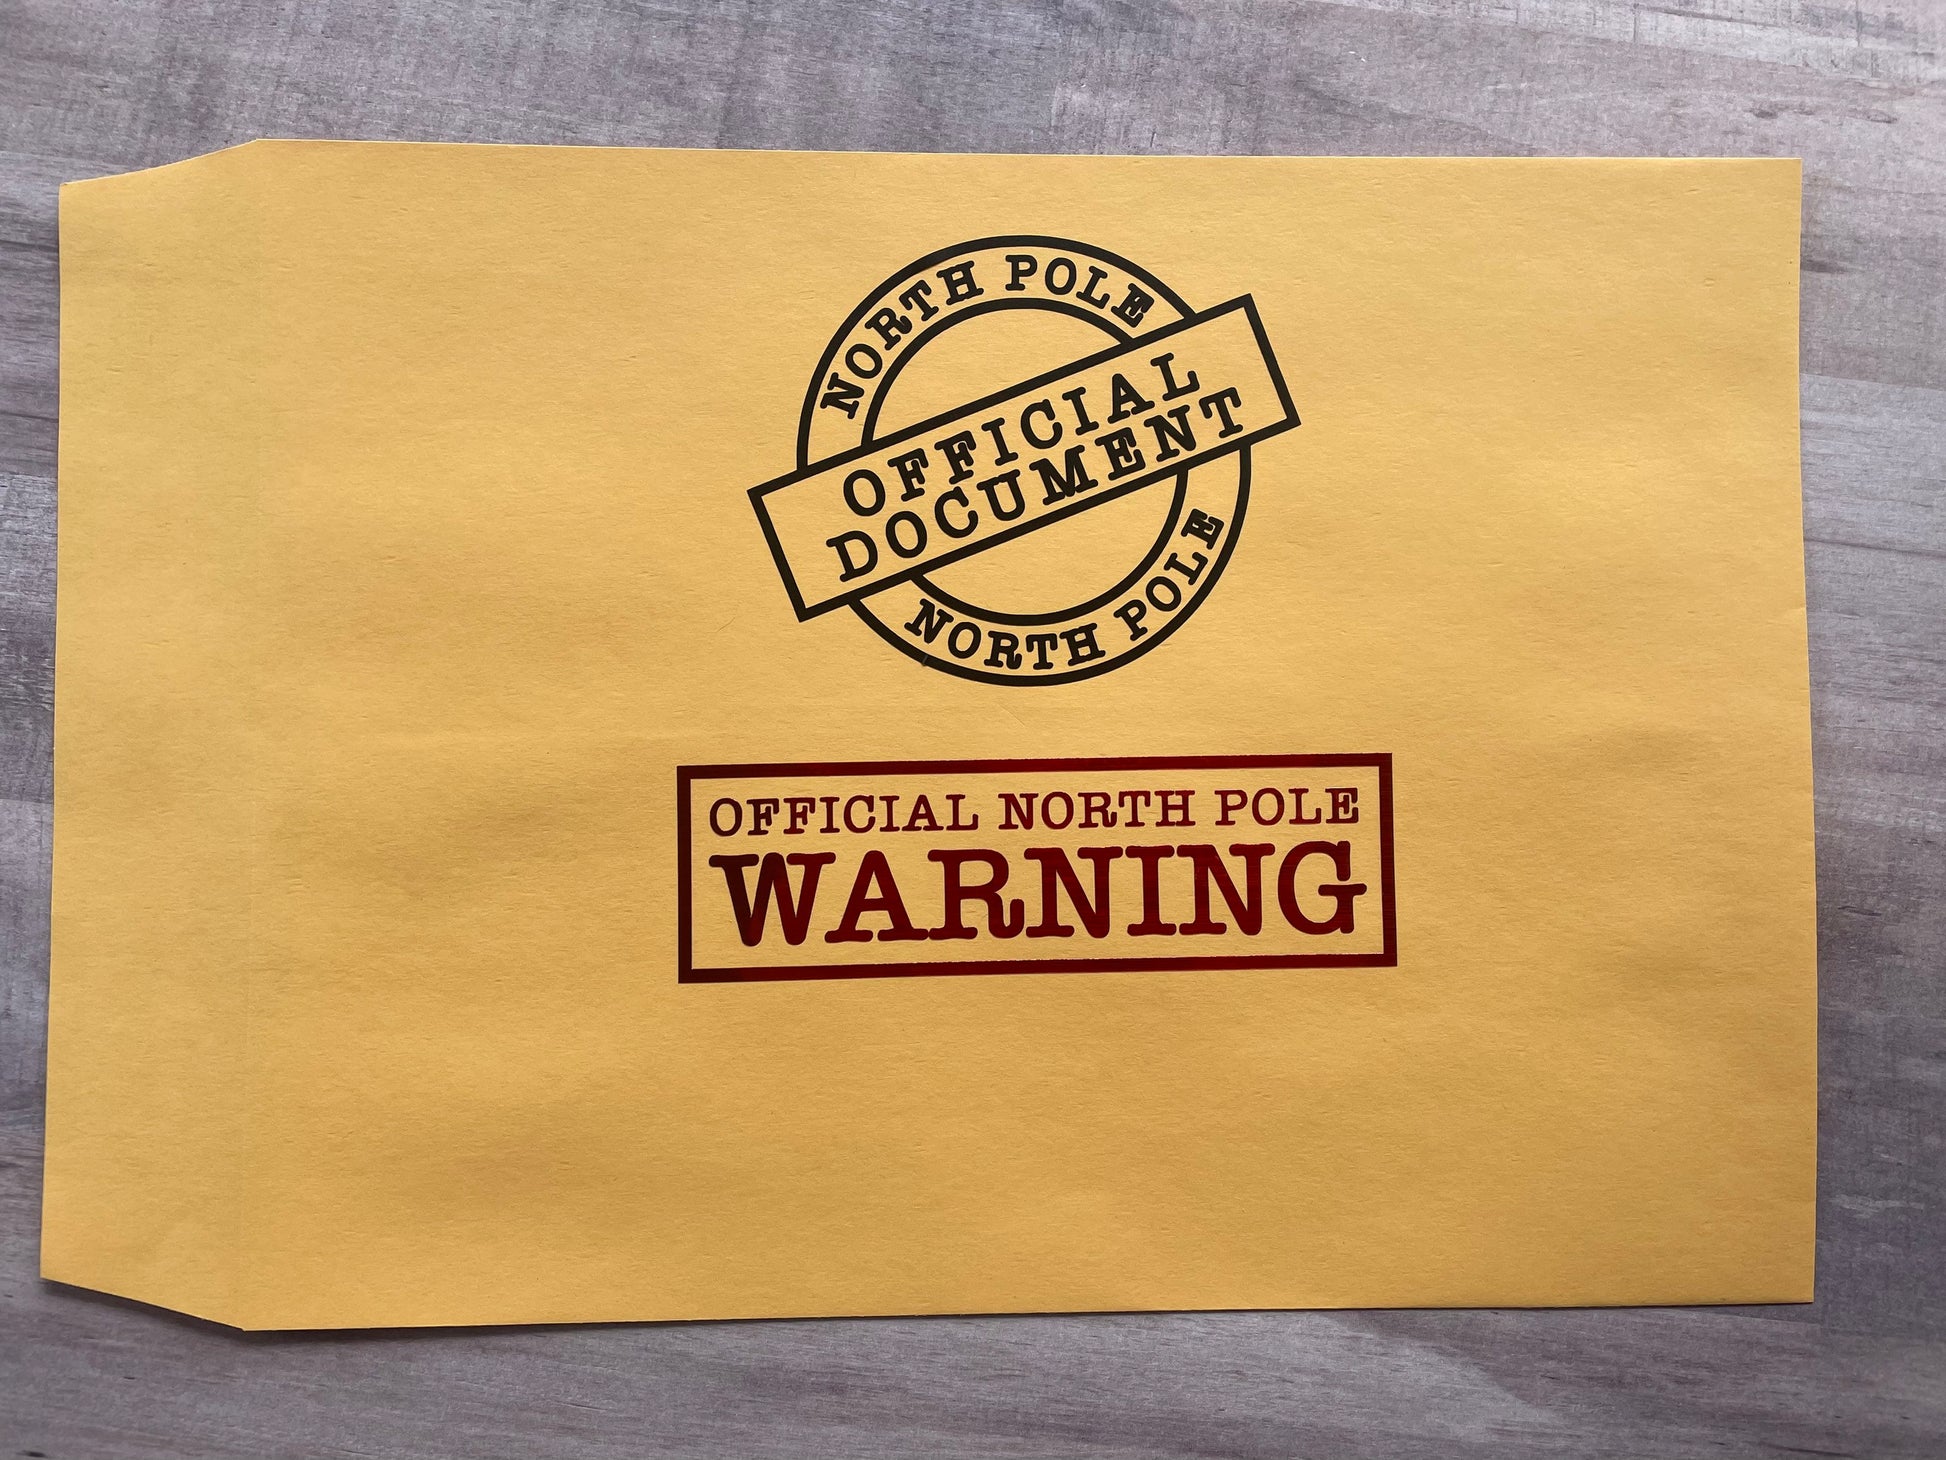 NORTH POLE
OFFICIAL
DOCUMENT
NORTH POLE
OFFICIAL NORTH POLE
WARNING